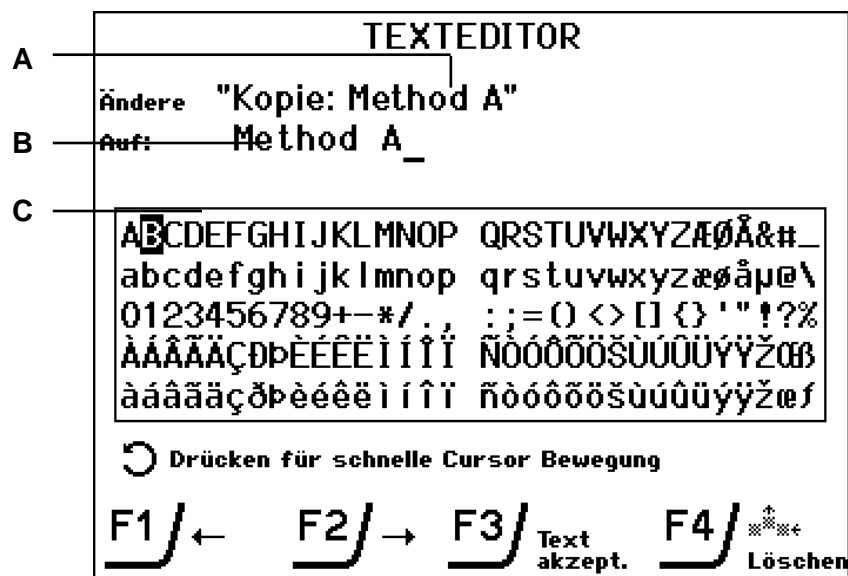 TEXTEDITOR
A
Ändere "Kopie: Method A"
B
Auf: Method A_
C
ABCDEFGHIJKLMNOP QRSTUVWXYZÆØÅ&#_
abcdefghijklmnop qrstuvwxyzæøåµ@\
0123456789+-*/., :;=()<>[]{}'"!?%
ÀÁÂÃÄÇÐÞÈÉÊËÌÍÎÏ ÑÒÓÔÕÖŠÙÚÛÜÝŸŽŒß
àáâãäçðÞèéêëìíîï ñòóôõöšùúûüýÿŽœƒ
Drücken für schnelle Cursor Bewegung
F1 ← F2 → F3 Text akzept. F4 Löschen